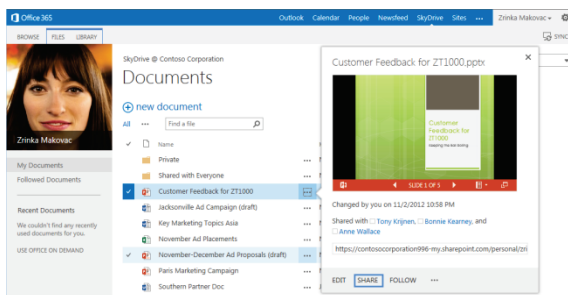 Office 365
Outlook Calendar People Newsfeed SkyDrive Sites ... Zrinka Makovac
BROWSE FILES LIBRARY
SYNC
SkyDrive @ Contoso Corporation
Documents
new document
All ... Find a file
Name
Private ...
Shared with Everyone ...
Customer Feedback for ZT1000 ...
Jacksonville Ad Campaign (draft) ...
Key Marketing Topics Asia ...
November Ad Placements ...
November-December Ad Proposals (draft) ...
Paris Marketing Campaign ...
Southern Partner Doc ...
Zrinka Makovac
My Documents
Followed Documents
Recent Documents
We couldn't find any recently
used documents for you.
USE OFFICE ON DEMAND
Customer Feedback for ZT1000.pptx
Customer
Feedback for
ZT1000
Keeping the ball rolling
SLIDE 1 OF 3
Changed by you on 11/2/2012 10:58 PM
Shared with Tony Krijnen, Bonnie Kearney, and
Anne Wallace
https://contosocorporation996-my.sharepoint.com/personal/zri
EDIT SHARE FOLLOW ...